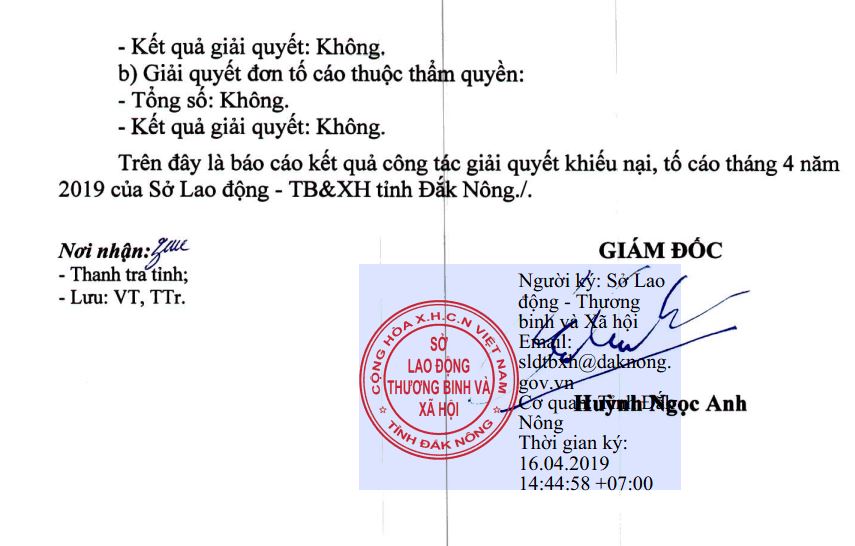 - Kết quả giải quyết: Không.
b) Giải quyết đơn tố cáo thuộc thẩm quyền:
- Tổng số: Không.
- Kết quả giải quyết: Không.
Trên đây là báo cáo kết quả công tác giải quyết khiếu nại, tố cáo tháng 4 năm
2019 của Sở Lao động - TB&XH tỉnh Đắk Nông./.
Nơi nhận:
- Thanh tra tỉnh;
- Lưu: VT, TTr.
GIÁM ĐỐC
CỘNG HÒA X.H.C.N VIỆT NAM
SỞ
LAO ĐỘNG
THƯƠNG BINH VÀ
XÃ HỘI
TỈNH ĐĂK NÔNG
Người ký: Sở Lao
động - Thương
binh và Xã hội
Email:
sldtbxh@daknong.
gov.vn
Cơ quan: Tỉnh Đắk
Nông
Thời gian ký:
16.04.2019
14:44:58 +07:00
Huỳnh Ngọc Anh